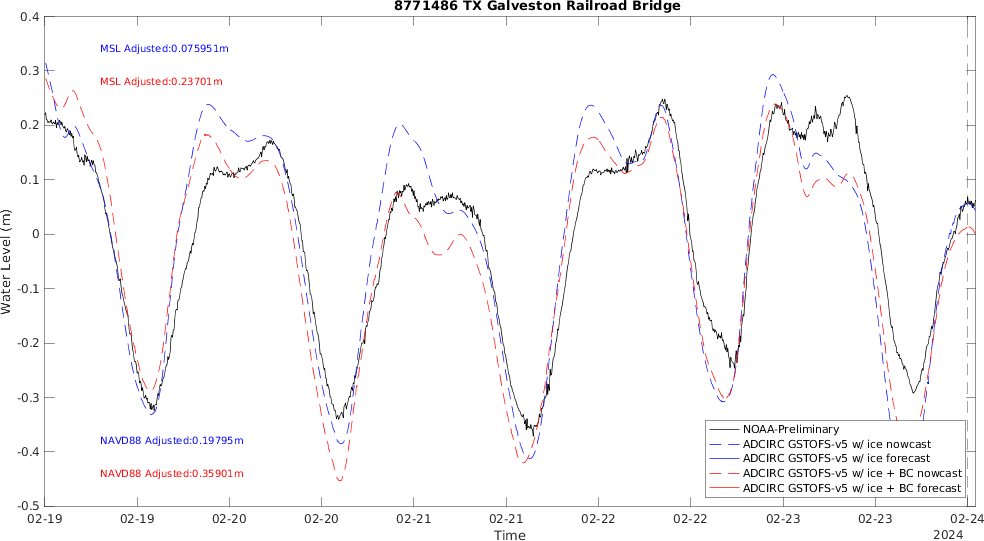 8771486 TX Galveston Railroad Bridge
0.4
0.3
0.2
0.1
0
-0.1
-0.2
-0.3
-0.4
-0.5
Water Level (m)
MSL Adjusted:0.075951m
MSL Adjusted:0.23701m
NAVD88 Adjusted:0.19795m
NAVD88 Adjusted:0.35901m
NOAA-Preliminary
ADCIRC GSTOFS-v5 w/ ice nowcast
ADCIRC GSTOFS-v5 w/ ice forecast
ADCIRC GSTOFS-v5 w/ ice + BC nowcast
ADCIRC GSTOFS-v5 w/ ice + BC forecast
02-19 02-19 02-20 02-20 02-21 02-21 02-22 02-22 02-23 02-23 02-24
Time
2024